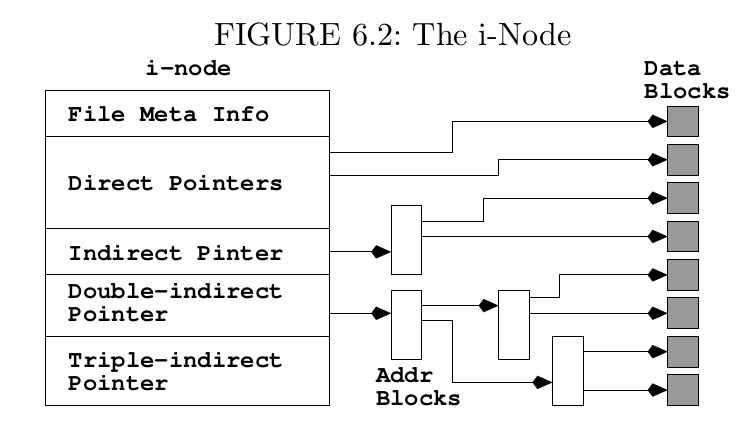 FIGURE 6.2: The i-Node
i-node
Data
Blocks
File Meta Info
Direct Pointers
Indirect Pinter
Double-indirect
Pointer
Triple-indirect
Pointer
Addr
Blocks